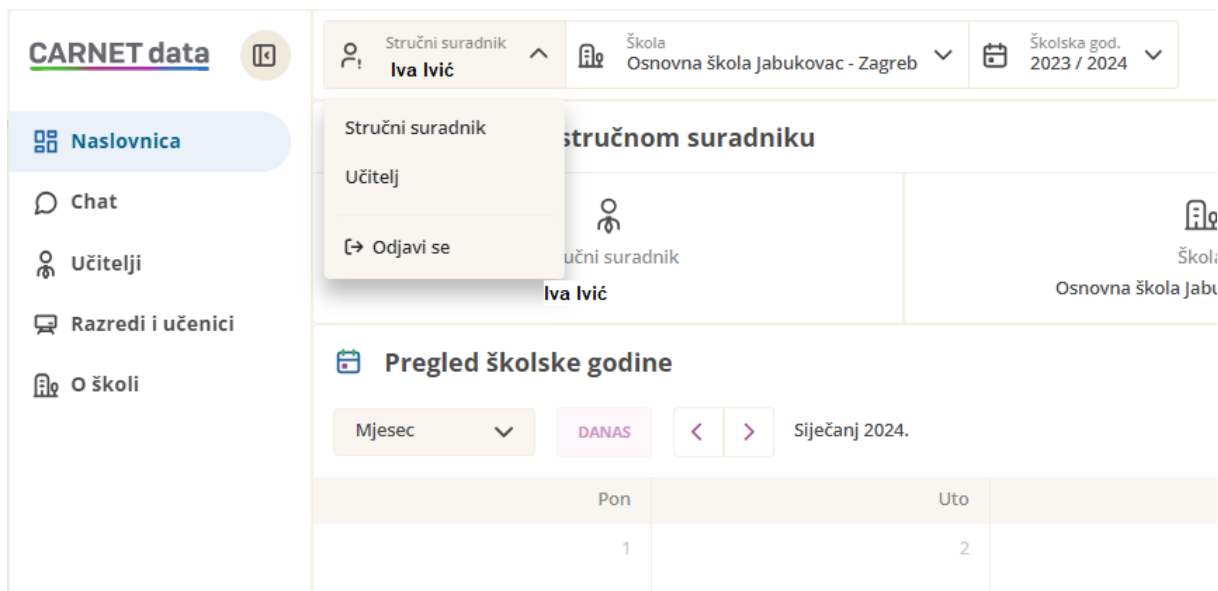 CARNET data
Stručni suradnik
Iva Ivić
Škola
Osnovna škola Jabukovac - Zagreb
Školska god.
2023 / 2024
Naslovnica
Chat
Učitelji
Razredi i učenici
O školi
Stručni suradnik
Učitelj
Odjavi se
stručnom suradniku
učni suradnik
Iva Ivić
Škola
Osnovna škola Jabu
Pregled školske godine
Mjesec
DANAS
Siječanj 2024.
Pon
Uto
1
2